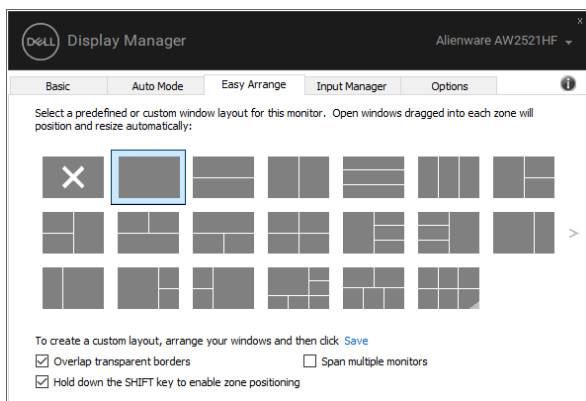 x
DELL Display Manager Alienware AW2521HF
Basic Auto Mode Easy Arrange Input Manager Options i
Select a predefined or custom window layout for this monitor. Open windows dragged into each zone will
position and resize automatically:
>
To create a custom layout, arrange your windows and then click Save
Overlap transparent borders Span multiple monitors
Hold down the SHIFT key to enable zone positioning